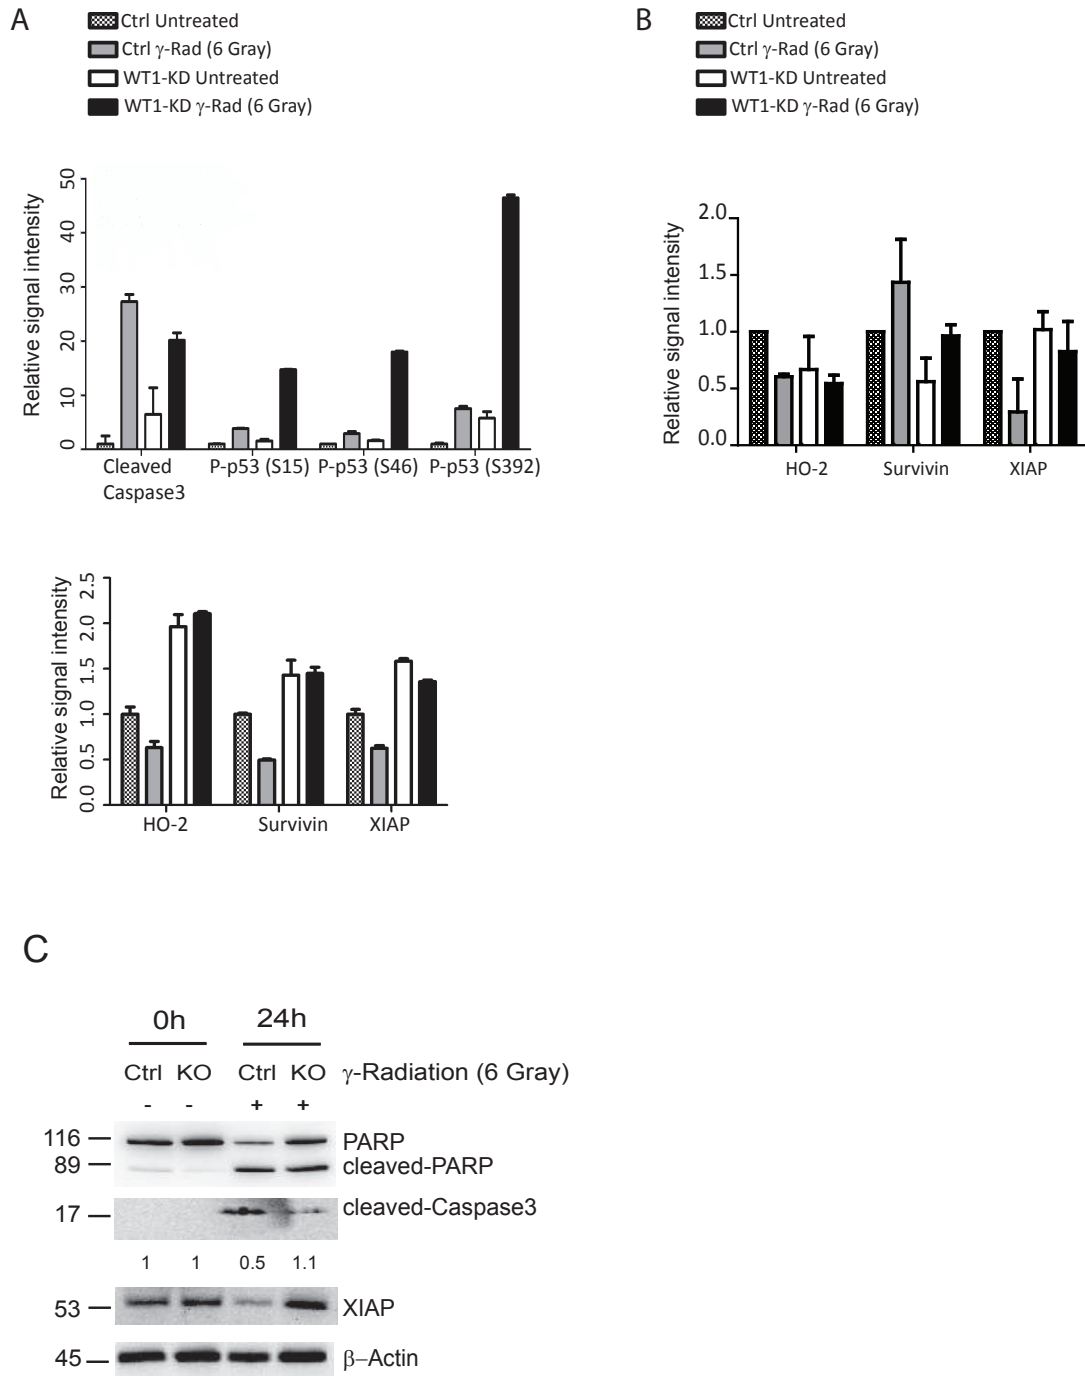 A
Ctrl Untreated
Ctrl γ-Rad (6 Gray)
WT1-KD Untreated
WT1-KD γ-Rad (6 Gray)
Relative signal intensity
50
40
30
20
10
0
Cleaved Caspase3
P-p53 (S15)
P-p53 (S46)
P-p53 (S392)
Relative signal intensity
2.5
2.0
1.5
1.0
0.5
0.0
HO-2
Survivin
XIAP
B
Ctrl Untreated
Ctrl γ-Rad (6 Gray)
WT1-KD Untreated
WT1-KD γ-Rad (6 Gray)
Relative signal intensity
2.0
1.5
1.0
0.5
0.0
HO-2
Survivin
XIAP
C
0h 24h
Ctrl KO Ctrl KO γ-Radiation (6 Gray)
- - + +
116 PARP
89 cleaved-PARP
17 cleaved-Caspase3
1 1 0.5 1.1
53 XIAP
45 β–Actin